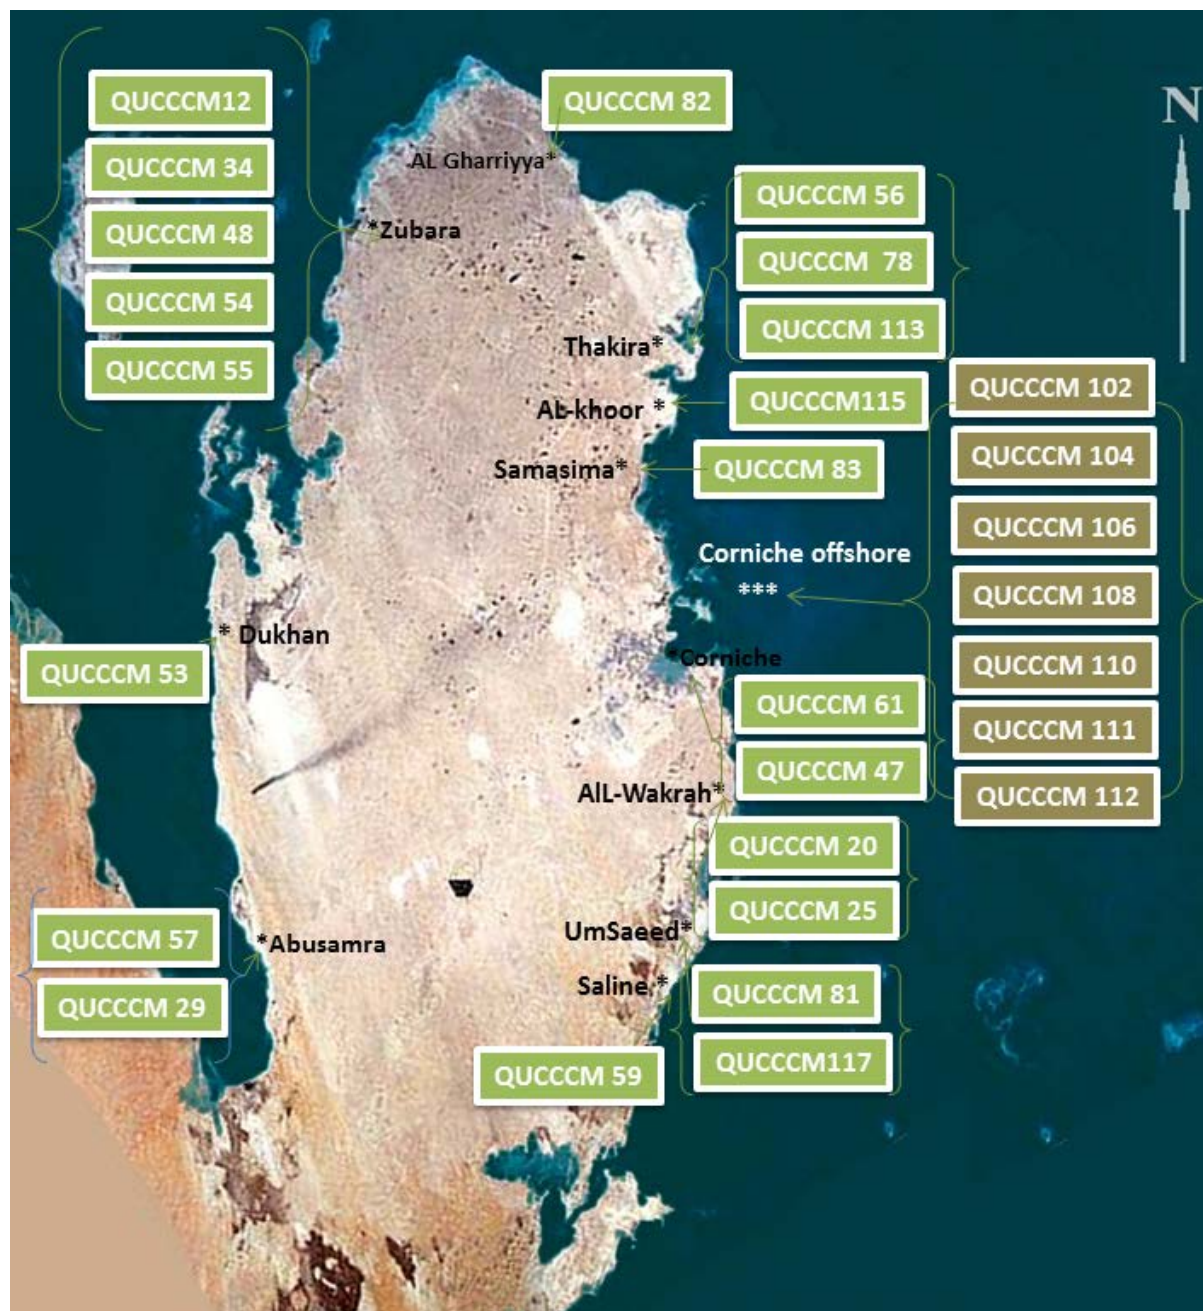 QUCCCM12
QUCCCM 34
QUCCCM 48
QUCCCM 54
QUCCCM 55
QUCCCM 82
AL Gharriyya*
*Zubara
N
QUCCCM 56
QUCCCM 78
QUCCCM 113
Thakira*
AL-khoor *
QUCCCM115
Samasima*
QUCCCM 83
QUCCCM 102
QUCCCM 104
QUCCCM 106
QUCCCM 108
QUCCCM 110
QUCCCM 111
QUCCCM 112
Corniche offshore
***
* Dukhan
QUCCCM 53
*Corniche
QUCCCM 61
QUCCCM 47
AlL-Wakrah*
QUCCCM 20
QUCCCM 25
QUCCCM 57
QUCCCM 29
*Abusamra
UmSaeed*
Saline *
QUCCCM 81
QUCCCM117
QUCCCM 59